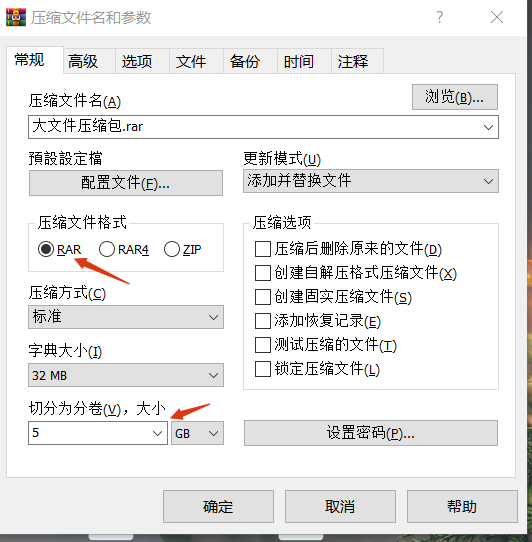 压缩文件名和参数
常规 高级 选项 文件 备份 时间 注释
压缩文件名(A)
浏览(B)...
大文件压缩包.rar
預設設定檔
配置文件(F)...
更新模式(U)
添加并替换文件
压缩文件格式
RAR RAR4 ZIP
压缩方式(C)
标准
字典大小(I)
32 MB
切分为分卷(V)，大小
5 GB
压缩选项
压缩后删除原来的文件(D)
创建自解压格式压缩文件(X)
创建固实压缩文件(S)
添加恢复记录(E)
测试压缩的文件(T)
锁定压缩文件(L)
设置密码(P)...
确定 取消 帮助